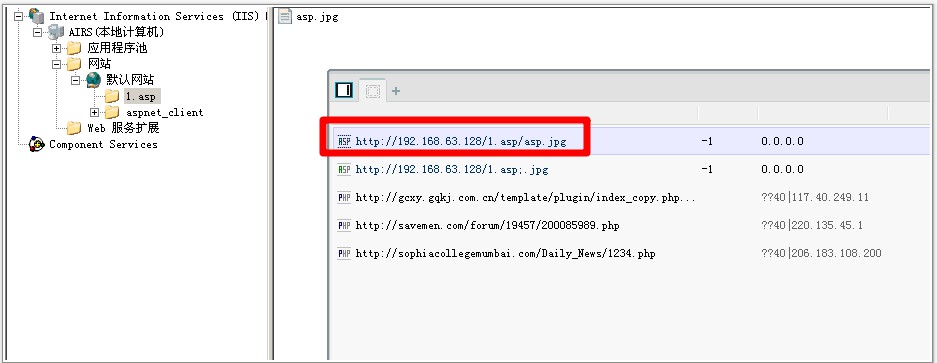 Internet Information Services (IIS)
AIRS(本地计算机)
应用程序池
网站
默认网站
1.asp
aspnet_client
Web 服务扩展
Component Services
asp.jpg
+
ASP http://192.168.63.128/1.asp/asp.jpg -1 0.0.0.0
ASP http://192.168.63.128/1.asp;.jpg -1 0.0.0.0
PHP http://gcxy.gqkj.com.cn/template/plugin/index_copy.php... ??40|117.40.249.11
PHP http://savemen.com/forum/19457/200085989.php ??40|220.135.45.1
PHP http://sophiacollegemumbai.com/Daily_News/1234.php ??40|206.183.108.200